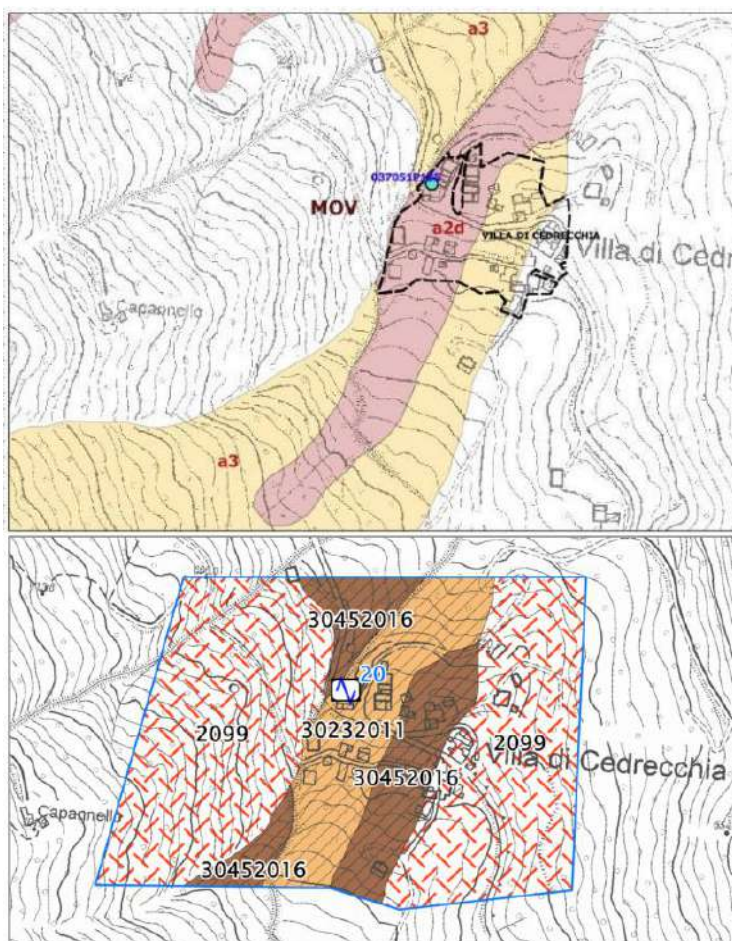 a3
MOV
a2d
VILLA DI CEDRECCHIA
Villa di Cedr
Capannello
a3
30452016
20
2099
30232011
2099
Villa di Cedrecchia
30452016
Capannello
30452016